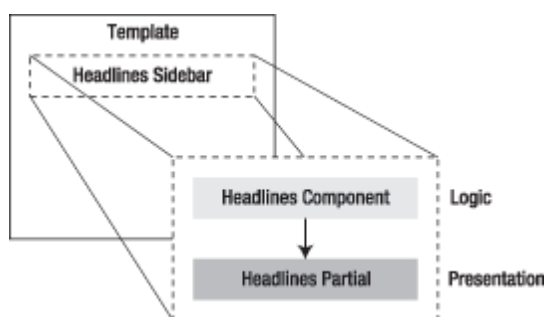 Template
Headlines Sidebar
Headlines Component
Logic
Headlines Partial
Presentation